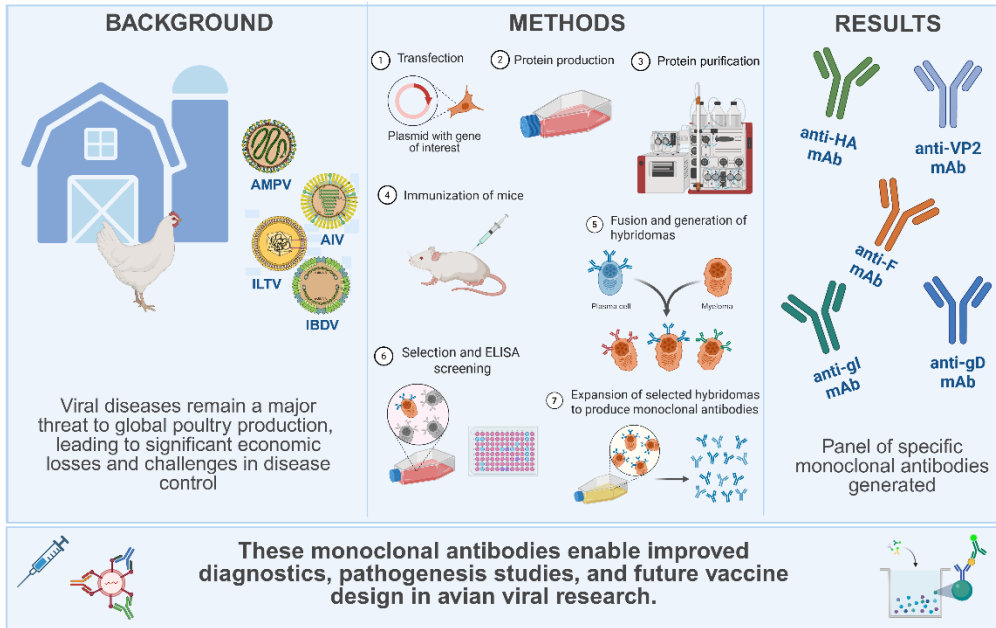 BACKGROUND
AMPV
AIV
ILTV
IBDV
Viral diseases remain a major
threat to global poultry production,
leading to significant economic
losses and challenges in disease
control
METHODS
1 Transfection
Plasmid with gene
of interest
2 Protein production
3 Protein purification
4 Immunization of mice
5 Fusion and generation of
hybridomas
Plasma cell
Myeloma
6 Selection and ELISA
screening
7 Expansion of selected hybridomas
to produce monoclonal antibodies
RESULTS
anti-HA
mAb
anti-VP2
mAb
anti-F
mAb
anti-gI
mAb
anti-gD
mAb
Panel of specific
monoclonal antibodies
generated
These monoclonal antibodies enable improved
diagnostics, pathogenesis studies, and future vaccine
design in avian viral research.